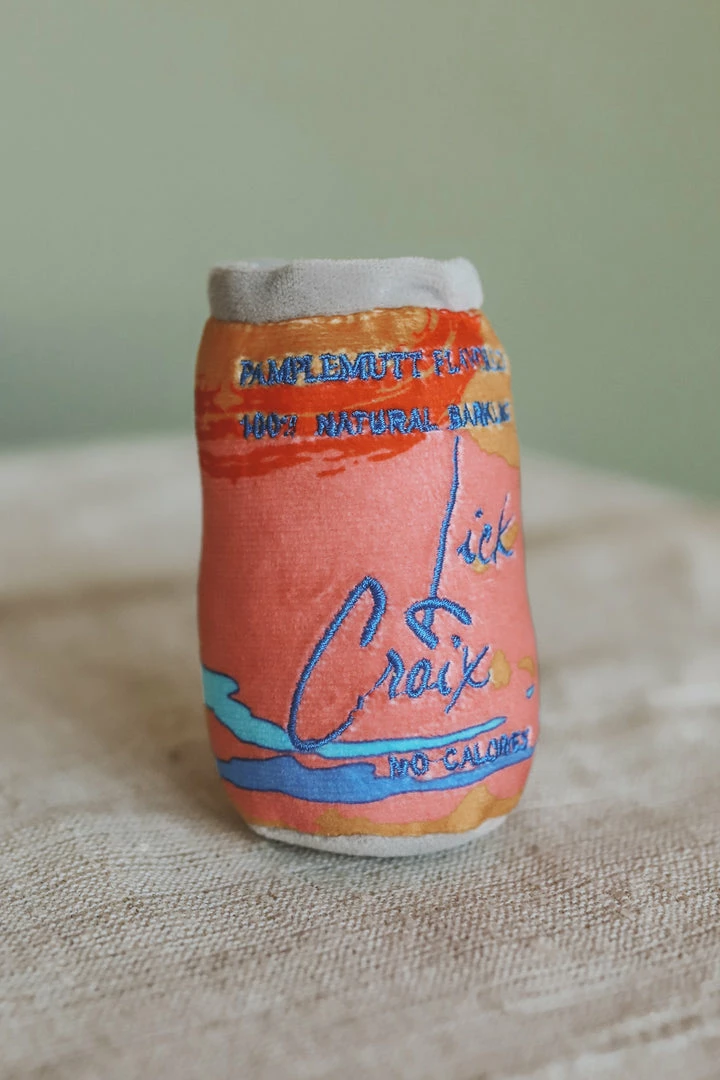 PAMPLEMUTT
100% NATURAL
Lick
Croix
NO CALORIES